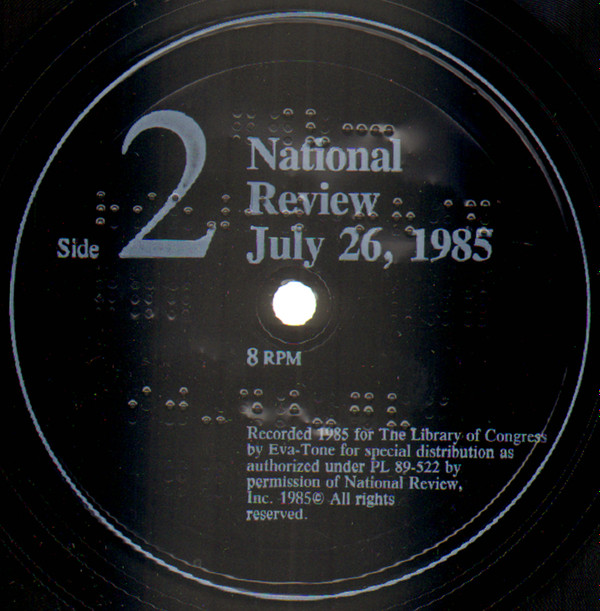 National
Review
Side 2 July 26, 1985
8 RPM
Recorded 1985 for The Library of Congress
by Eva-Tone for special distribution as
authorized under PL 89-522 by
permission of National Review,
Inc. 1985© All rights
reserved.